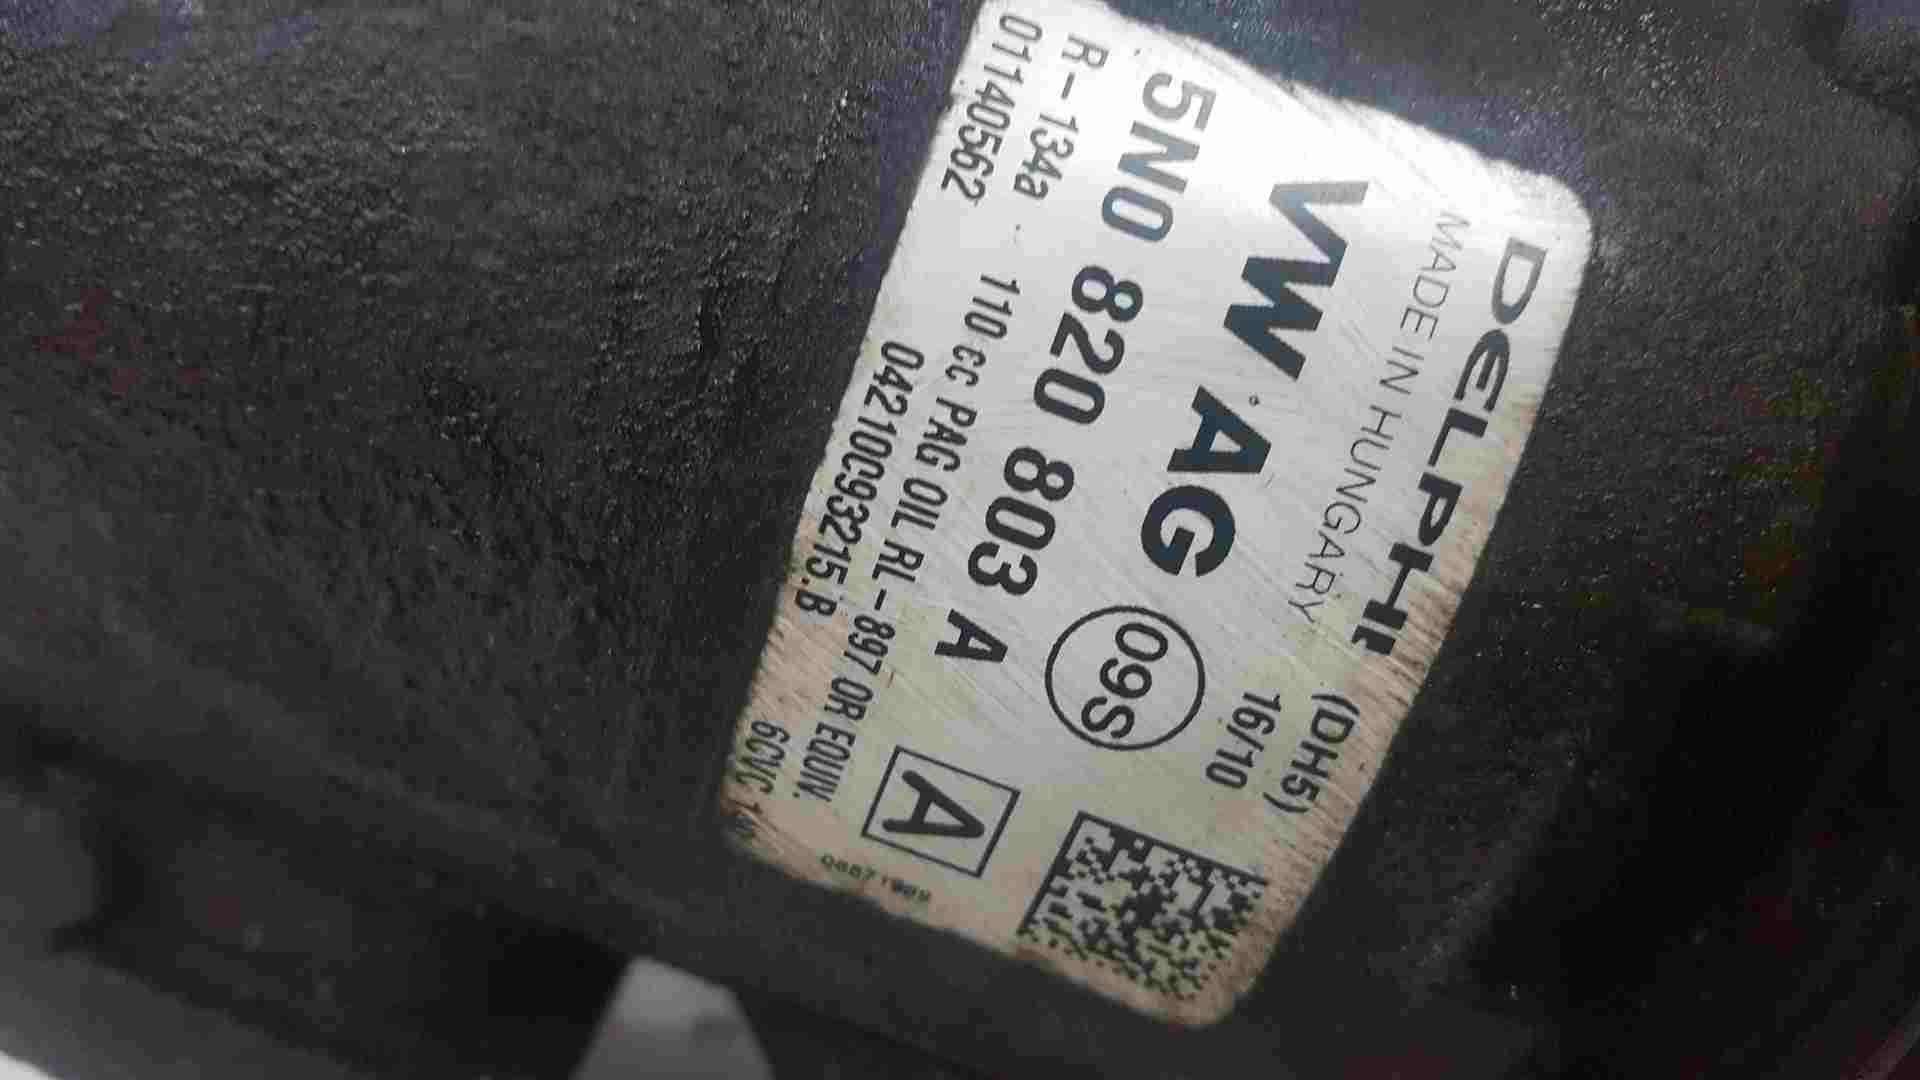 DELPHI (DH5)
MADE IN HUNGARY 16/10
VW AG 09S
5N0 820 803 A A
R-134a 110 cc PAG OIL RL-897 OR EQUIV.
01140562 04210C93215.B 6CVC